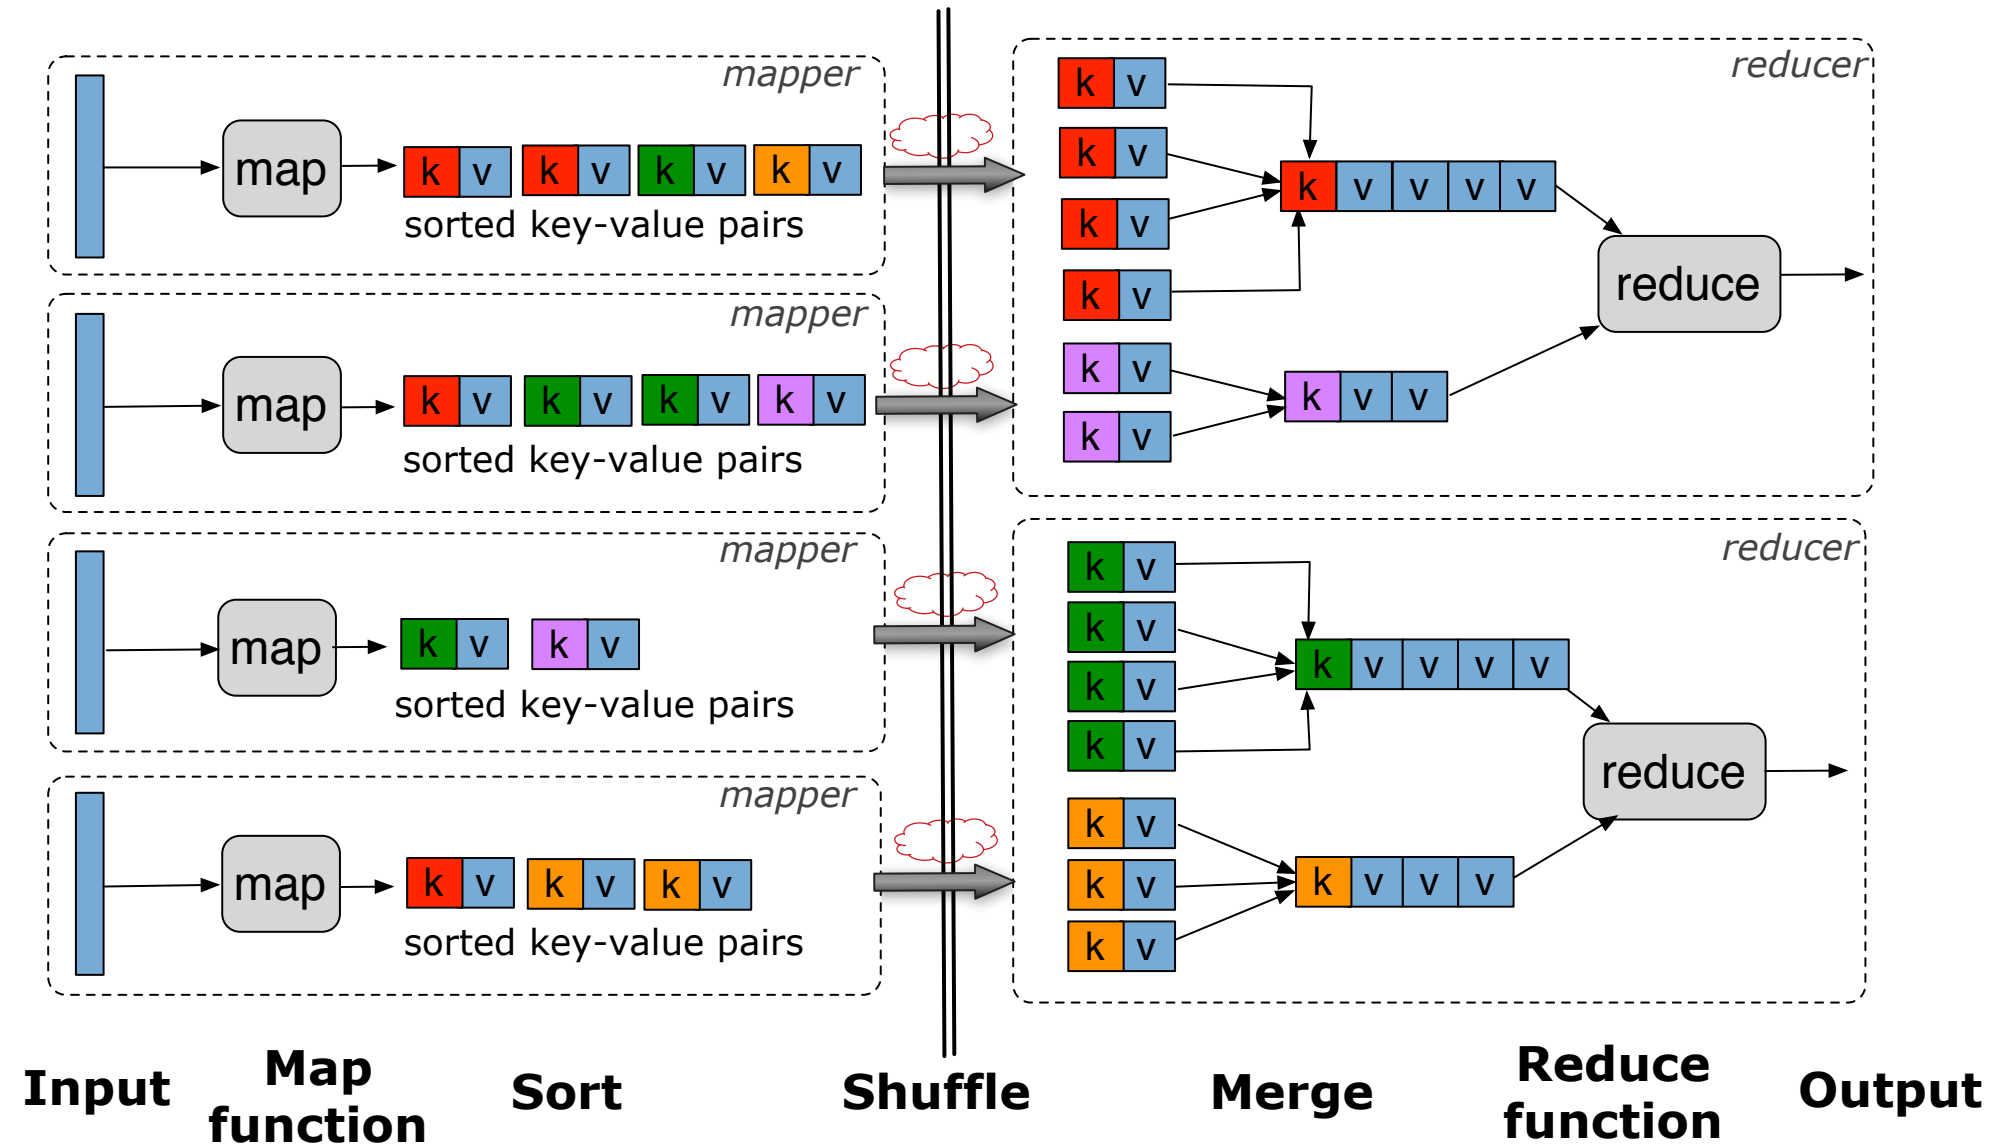 mapper
map
k v k v k v k v
sorted key-value pairs
mapper
map
k v k v k v k v
sorted key-value pairs
mapper
map
k v k v
sorted key-value pairs
mapper
map
k v k v k v
sorted key-value pairs
reducer
k v
k v
k v
k v
k v v v v
k v
k v
k v v
reduce
reducer
k v
k v
k v
k v
k v v v v
k v
k v
k v
k v v v
reduce
Input
Map
function
Sort
Shuffle
Merge
Reduce
function
Output